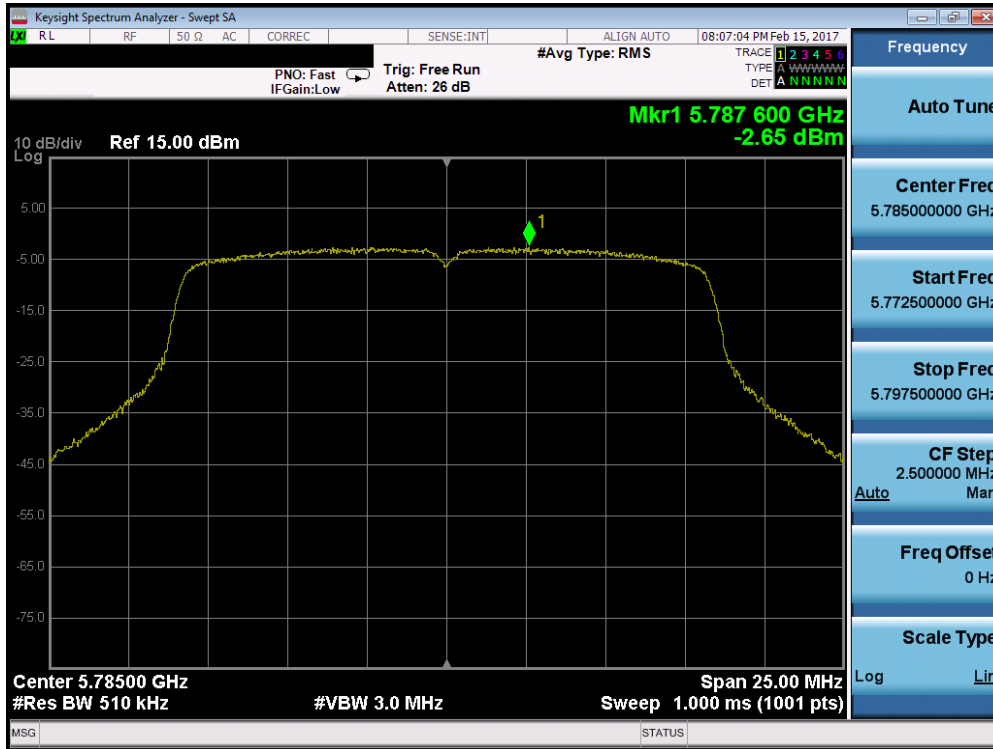 Keysight Spectrum Analyzer - Swept SA
LXI RL RF 50 Ω AC CORREC SENSE:INT ALIGN AUTO 08:07:04 PM Feb 15, 2017
#Avg Type: RMS TRACE 1 2 3 4 5 6
PNO: Fast Trig: Free Run TYPE A WWWWW
IFGain:Low Atten: 26 dB DET A N N N N N
Mkr1 5.787 600 GHz
-2.65 dBm
10 dB/div Ref 15.00 dBm
Log
1
5.00
-5.00
-15.0
-25.0
-35.0
-45.0
-55.0
-65.0
-75.0
Center 5.78500 GHz Span 25.00 MHz
#Res BW 510 kHz #VBW 3.0 MHz Sweep 1.000 ms (1001 pts)
MSG STATUS
Frequency
Auto Tune
Center Freq
5.785000000 GHz
Start Freq
5.772500000 GHz
Stop Freq
5.797500000 GHz
CF Step
2.500000 MHz
Auto Man
Freq Offset
0 Hz
Scale Type
Log Lin